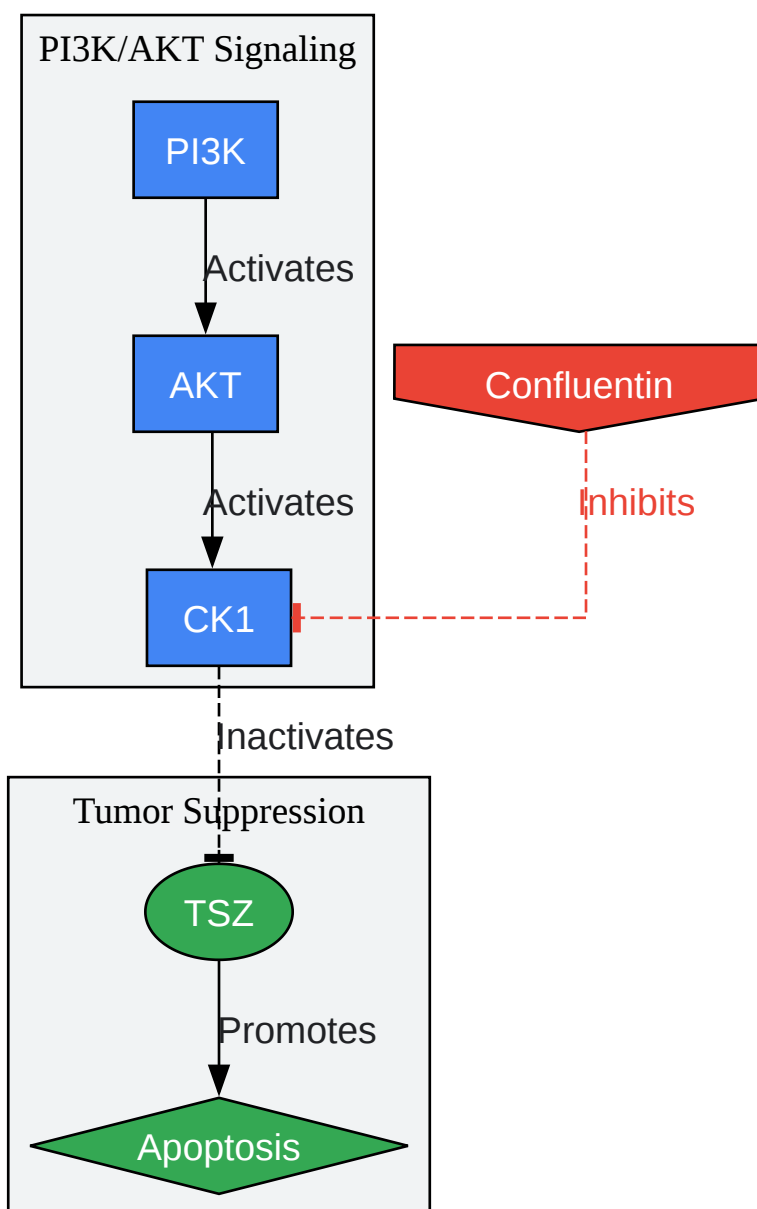 PI3K/AKT Signaling
PI3K
Activates
AKT
Confluentin
Activates
Inhibits
CK1
Inactivates
Tumor Suppression
TSZ
Promotes
Apoptosis